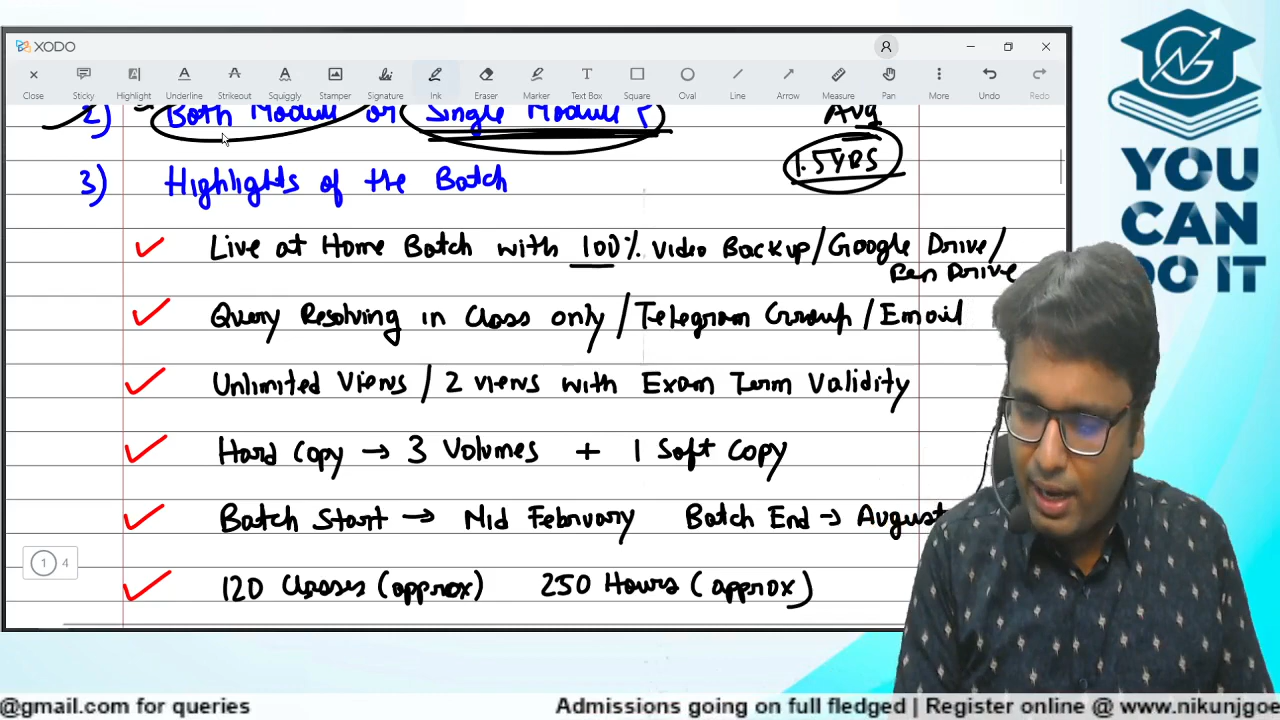 XODO
Close Sticky Highlight Underline Strikeout Squiggly Stamper Signature Ink Eraser Marker Text Square Oval Line Arrow Measure Pan More Undo Redo
2) Both Module or Single Module ?
Avg
1.5 YRS
3) Highlights of the Batch
Live at Home Batch with 100% Video Backup/Google Drive/
Pen Drive
Query Resolving in Class only / Telegram Group / Email
Unlimited Views / 2 views with Exam Term Validity
Hard Copy → 3 Volumes + 1 Soft Copy
Batch Start → Mid February Batch End → August
120 Classes (approx) 250 Hours (approx)
1 4
NG
YOU
CAN
DO IT
@gmail.com for queries
Admissions going on full fledged | Register online @ www.nikunjgoe